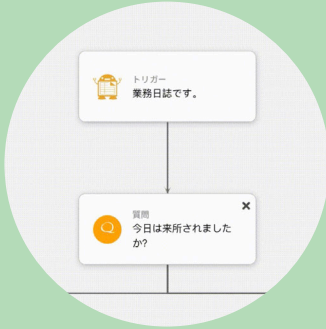 トリガー
業務日誌です。
質問
今日は来所されました
か?